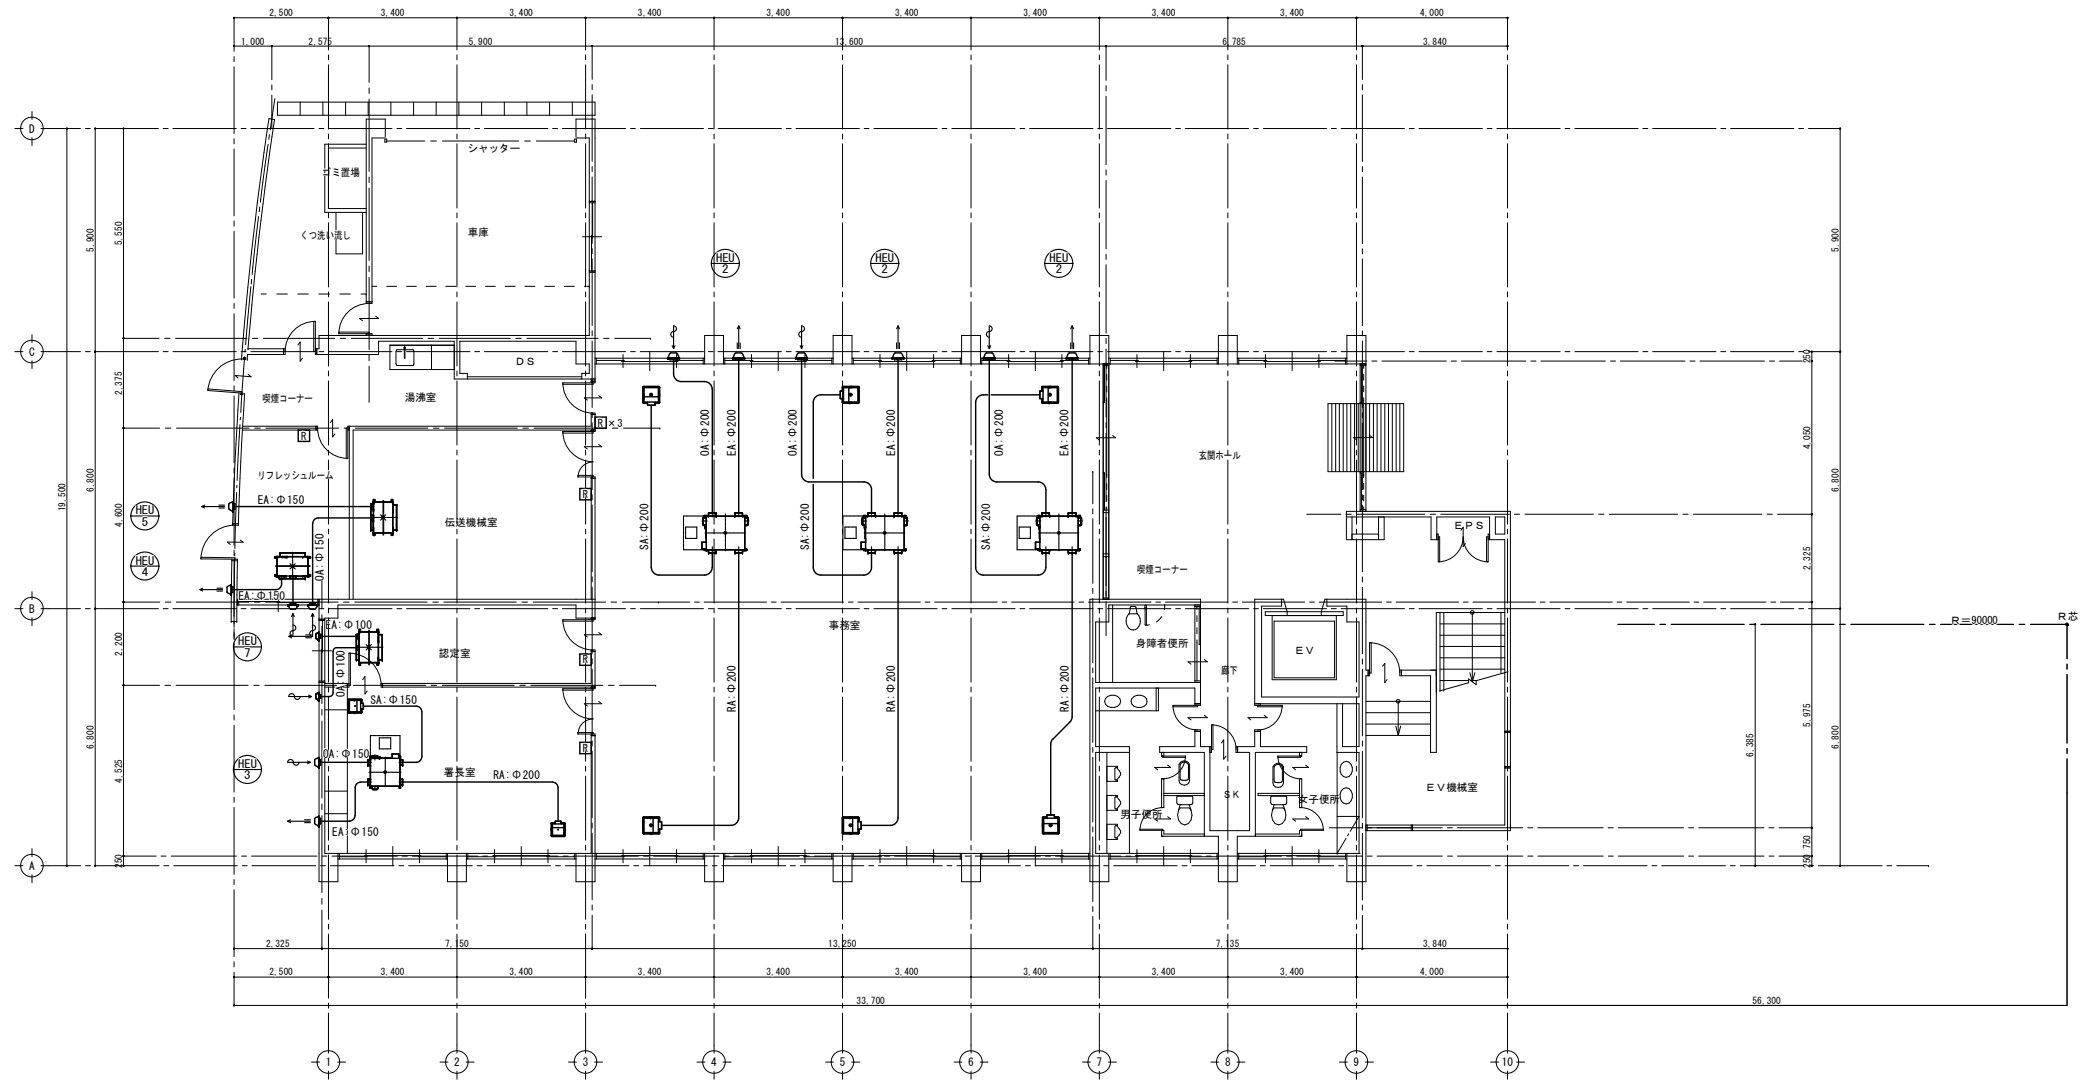 2,500 3,400 3,400 3,400 3,400 3,400 3,400 3,400 3,400 4,000
1,000 2,575 5,900 13,600 6,785 3,840
D
シャッター
ゴミ置場
くつ洗い流し
車庫
5,900 5,550
5,900
HEU 2
HEU 2
HEU 2
C
DS
250
2,375
喫煙コーナー
湯沸室
R
R ×3
OA:Φ200
EA:Φ200
OA:Φ200
EA:Φ200
OA:Φ200
EA:Φ200
玄関ホール
4,050
リフレッシュルーム
EA:Φ150
R
19,500 6,800 4,600
6,800
HEU 5
伝送機械室
OA:Φ150
SA:Φ200
SA:Φ200
SA:Φ200
EPS
2,325
HEU 4
喫煙コーナー
EA:Φ150
B
EA:Φ100
事務室
R=90000
R芯
HEU 7
2,200
認定室
R
身障者便所
廊下
EV
OA:Φ100
SA:Φ150
RA:Φ200
RA:Φ200
RA:Φ200
5,975
6,385
6,800
6,800
4,525
OA:Φ150
R
HEU 3
署長室
RA:Φ200
EV機械室
SK
男子便所
女子便所
EA:Φ150
750
250
250
A
2,325 7,150 13,250 7,135 3,840
2,500 3,400 3,400 3,400 3,400 3,400 3,400 3,400 3,400 4,000
33,700 56,300
1 2 3 4 5 6 7 8 9 10